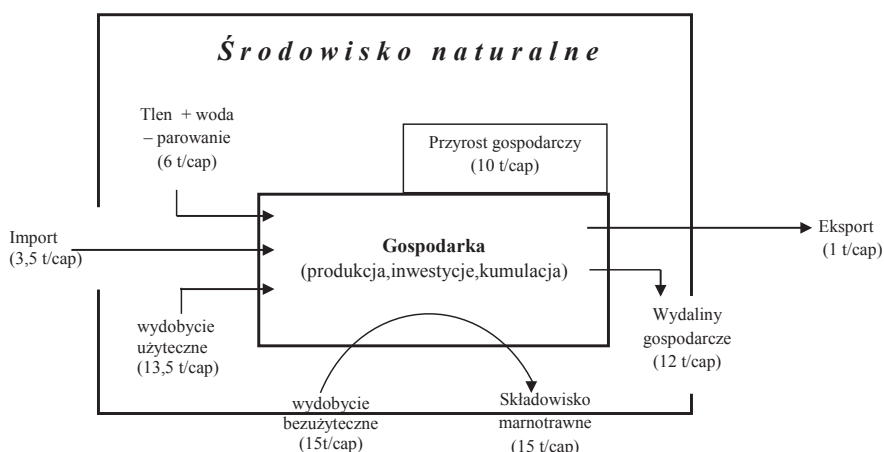 Środowisko naturalne
Tlen + woda
– parowanie
(6 t/cap)
Przyrost gospodarczy
(10 t/cap)
Import
(3,5 t/cap)
Gospodarka
(produkcja,inwestycje,kumulacja)
Eksport
(1 t/cap)
wydobycie
użyteczne
(13,5 t/cap)
Wydaliny
gospodarcze
(12 t/cap)
wydobycie
bezużyteczne
(15t/cap)
Składowisko
marnotrawne
(15 t/cap)